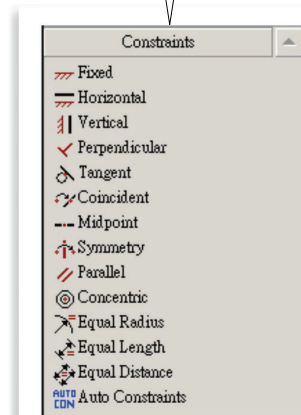 Constraints
Fixed
Horizontal
Vertical
Perpendicular
Tangent
Coincident
Midpoint
Symmetry
Parallel
Concentric
Equal Radius
Equal Length
Equal Distance
AUTO CON Auto Constraints